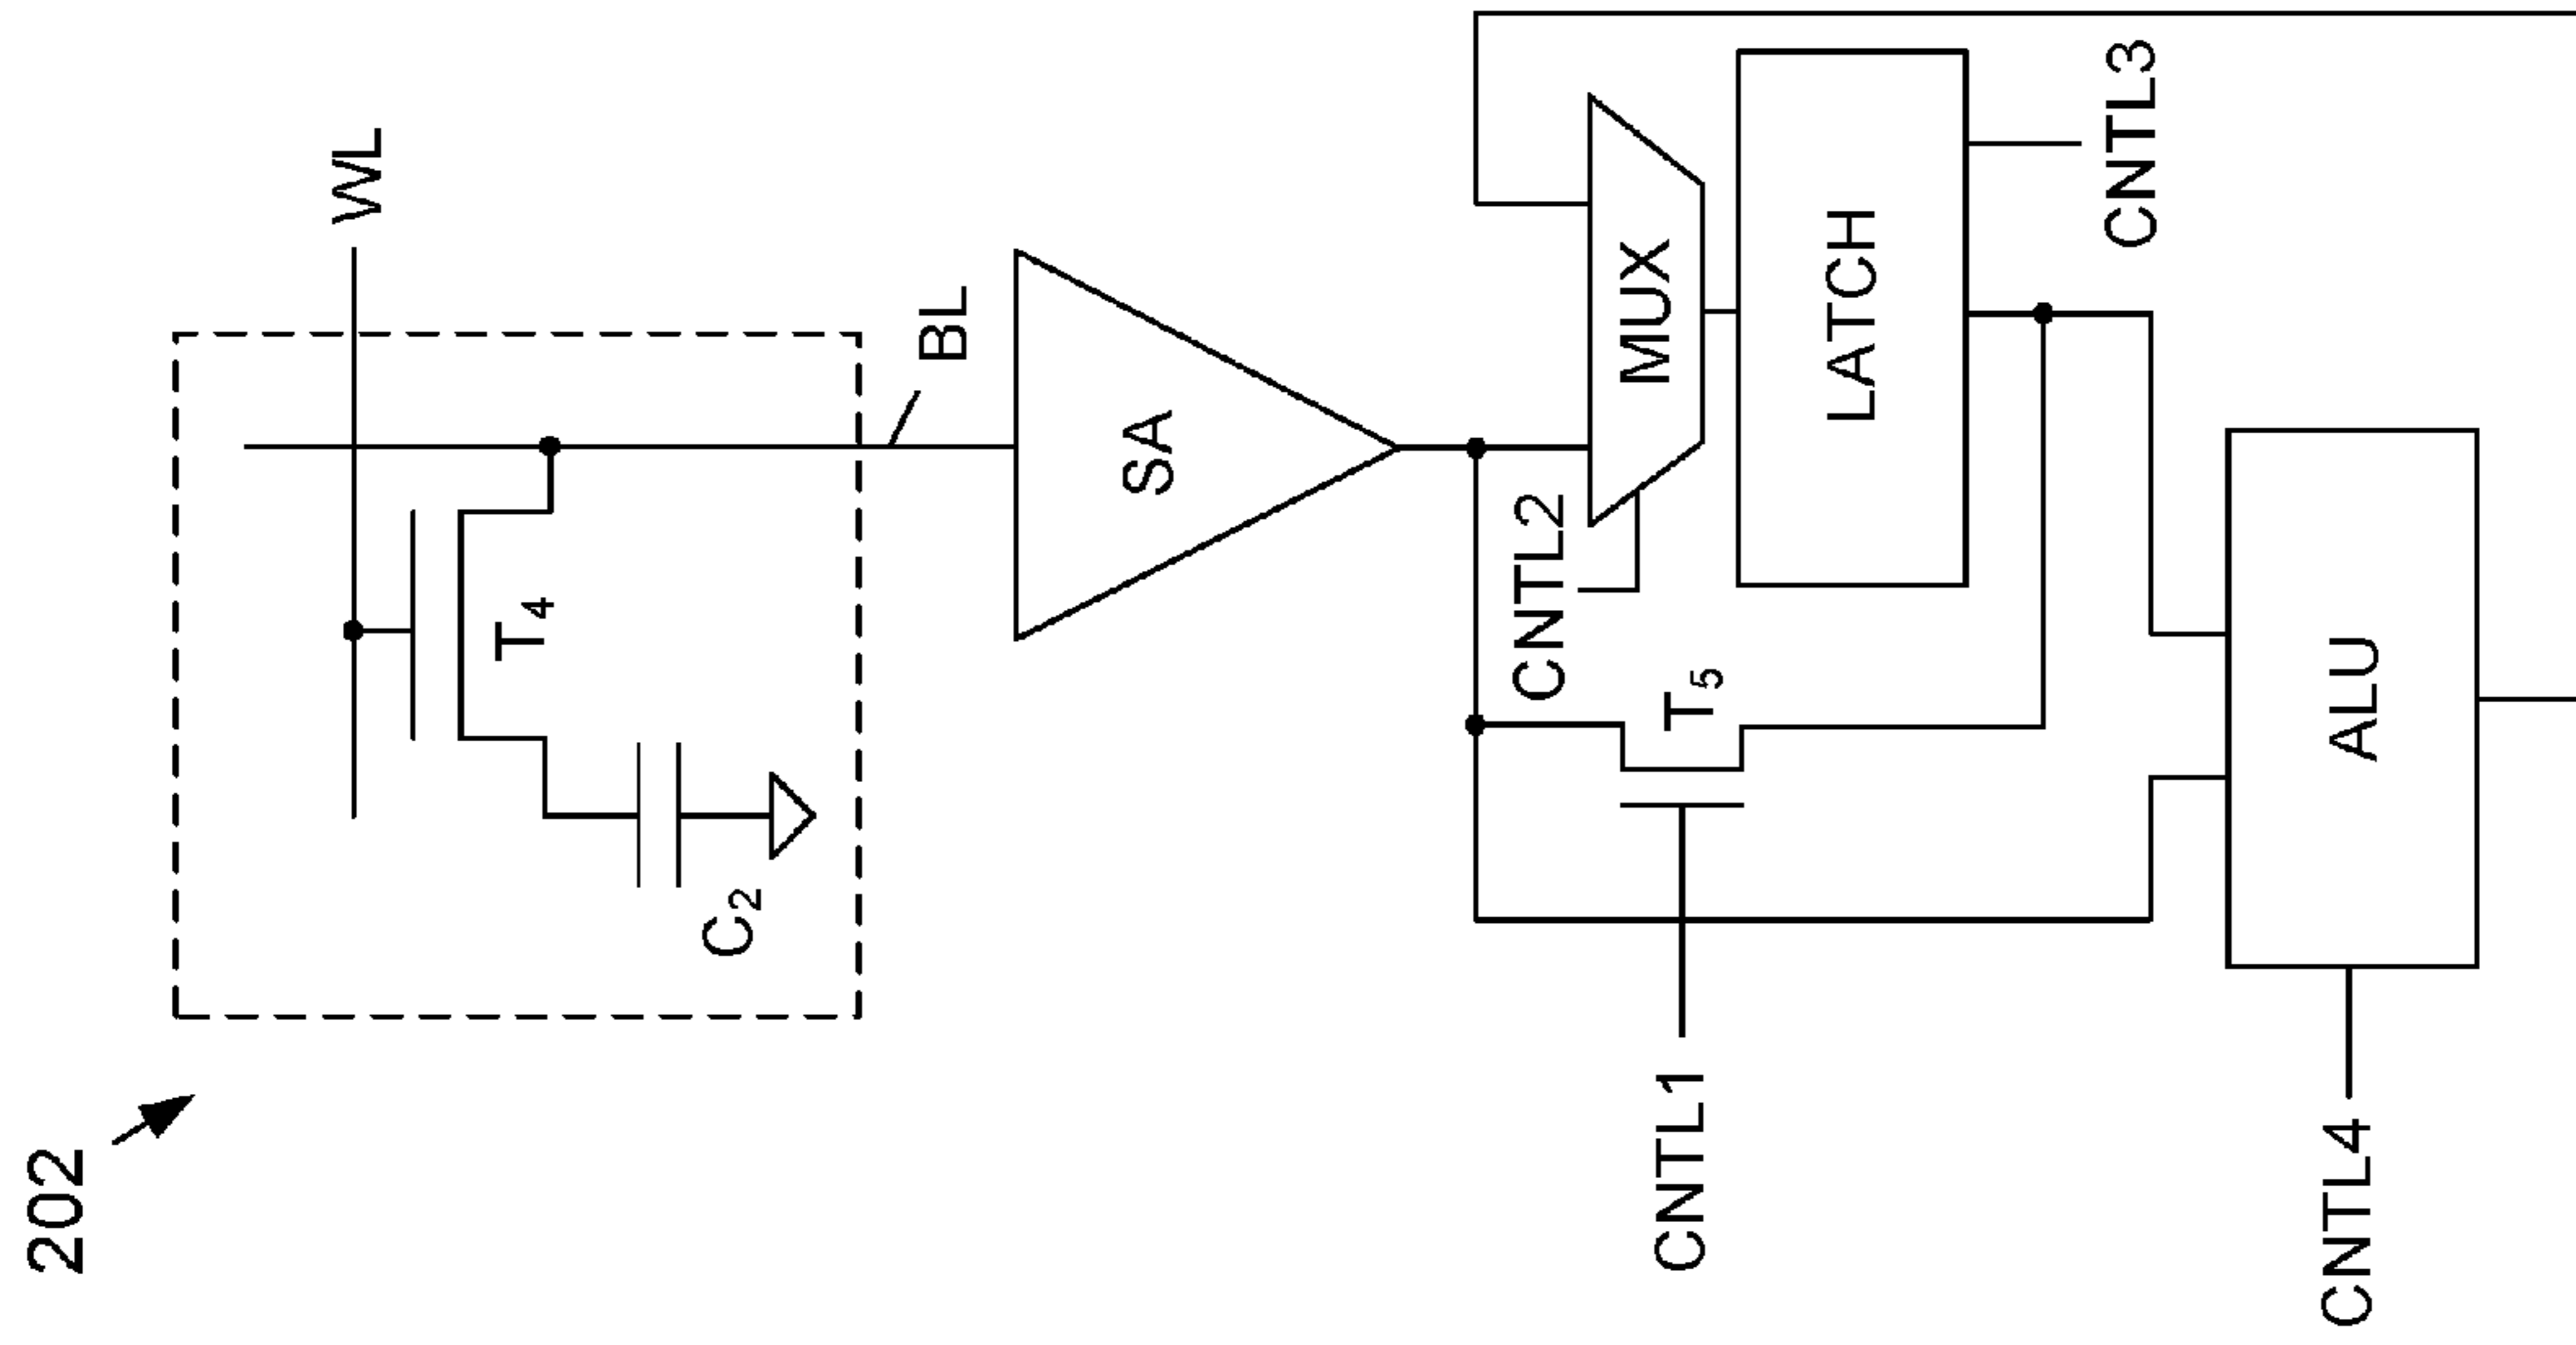 202
WL
T4
C2
BL
SA
CNTL2
MUX
LATCH
CNTL3
T5
CNTL1
ALU
CNTL4